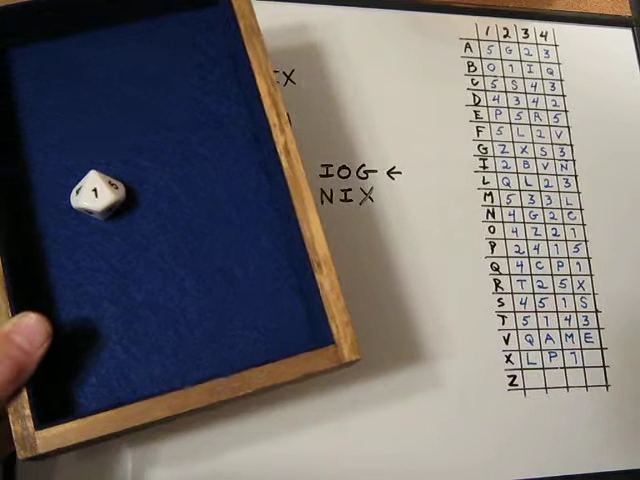 1
IX
IOG ←
NIX
1 2 3 4
A 5 G 2 3
B O 1 I Q
C 5 S 4 3
D 4 3 4 2
E P 5 R 5
F 5 L 2 V
G Z X S 3
I 2 B V N
L Q L 2 3
M 5 3 3 L
N 4 G 2 C
O 4 Z 2 1
P 2 4 1 5
Q 4 C P 1
R T 2 5 X
S 4 5 1 S
T 5 1 4 3
V Q A M E
X L P 1
Z